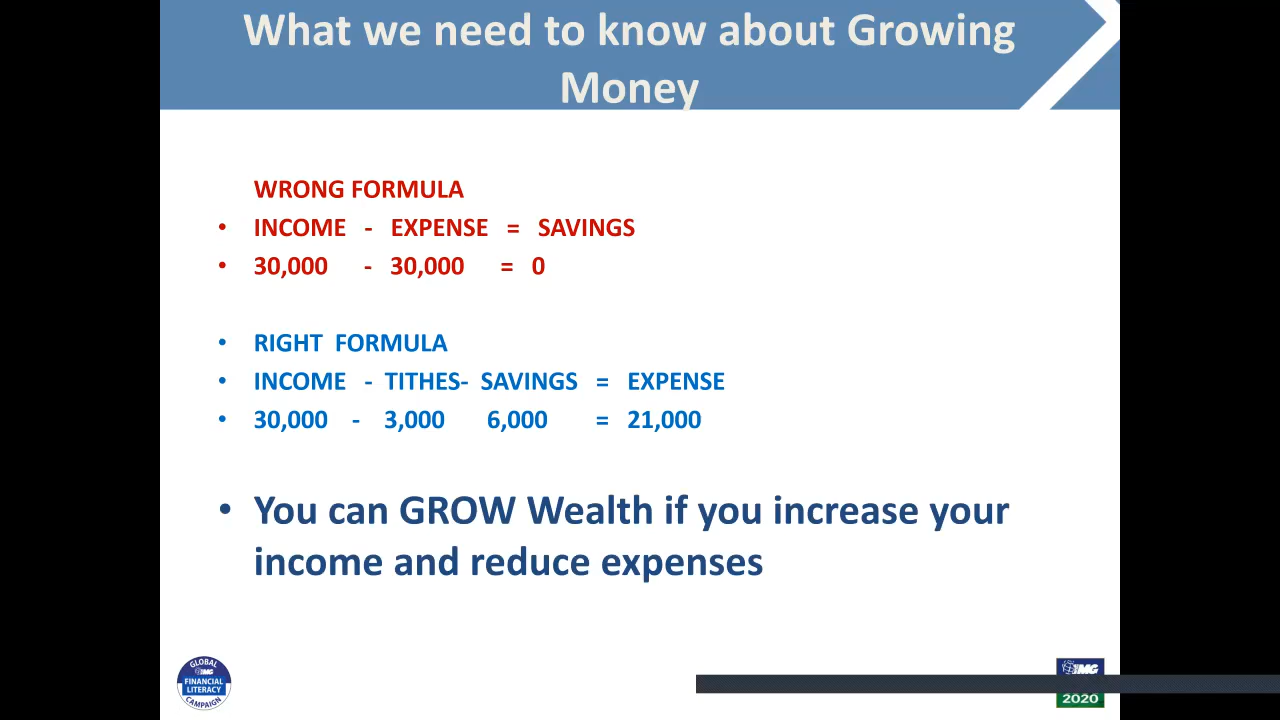 What we need to know about Growing
Money
WRONG FORMULA
• INCOME - EXPENSE = SAVINGS
• 30,000 - 30,000 = 0
• RIGHT FORMULA
• INCOME - TITHES- SAVINGS = EXPENSE
• 30,000 - 3,000 6,000 = 21,000
• You can GROW Wealth if you increase your
income and reduce expenses
GLOBAL
IMG
FINANCIAL
LITERACY
CAMPAIGN
IMG
2020